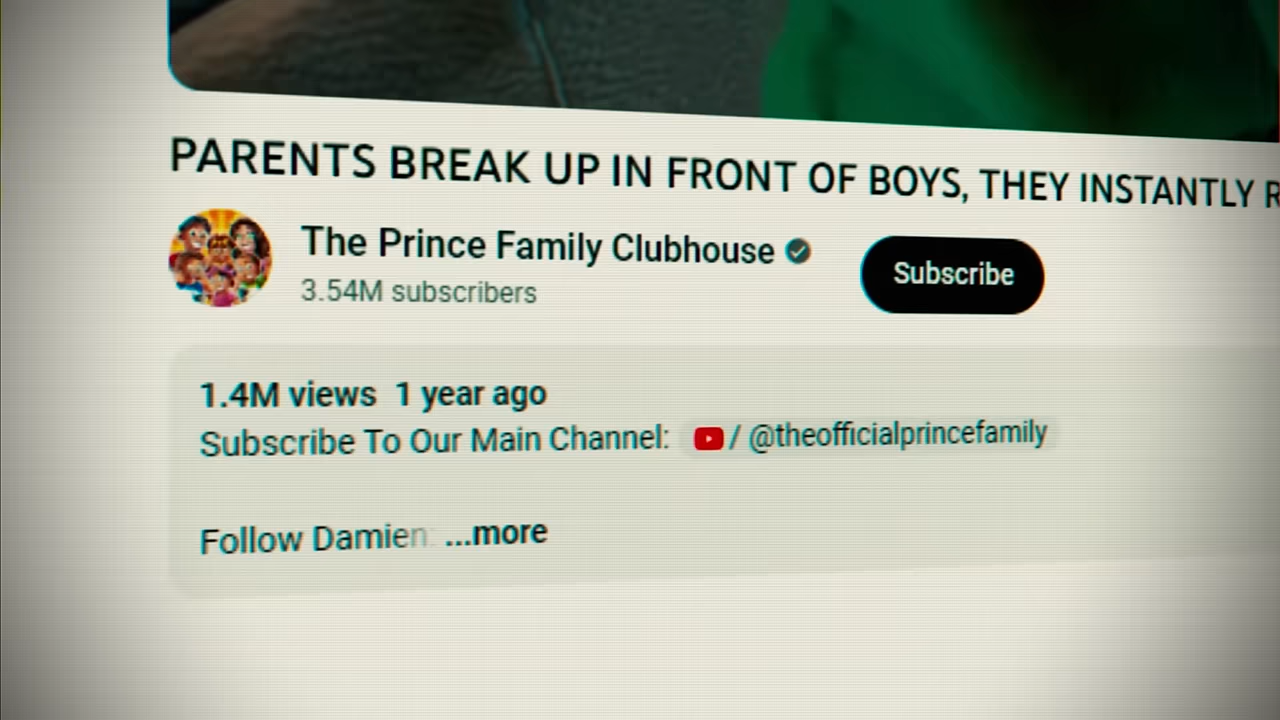 PARENTS BREAK UP IN FRONT OF BOYS, THEY INSTANTLY R
The Prince Family Clubhouse
3.54M subscribers
Subscribe
1.4M views 1 year ago
Subscribe To Our Main Channel: / @theofficialprincefamily
Follow Damien ...more